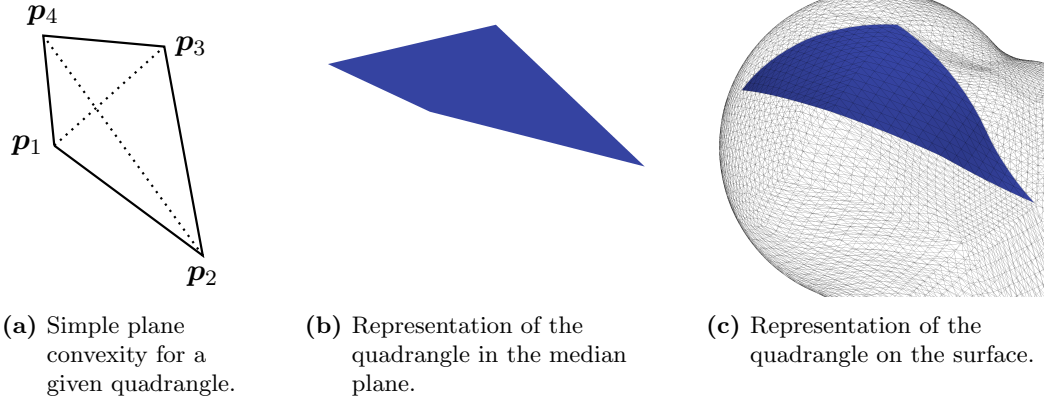 p4
p3
p1
p2
(a) Simple plane
convexity for a
given quadrangle.
(b) Representation of the
quadrangle in the median
plane.
(c) Representation of the
quadrangle on the surface.